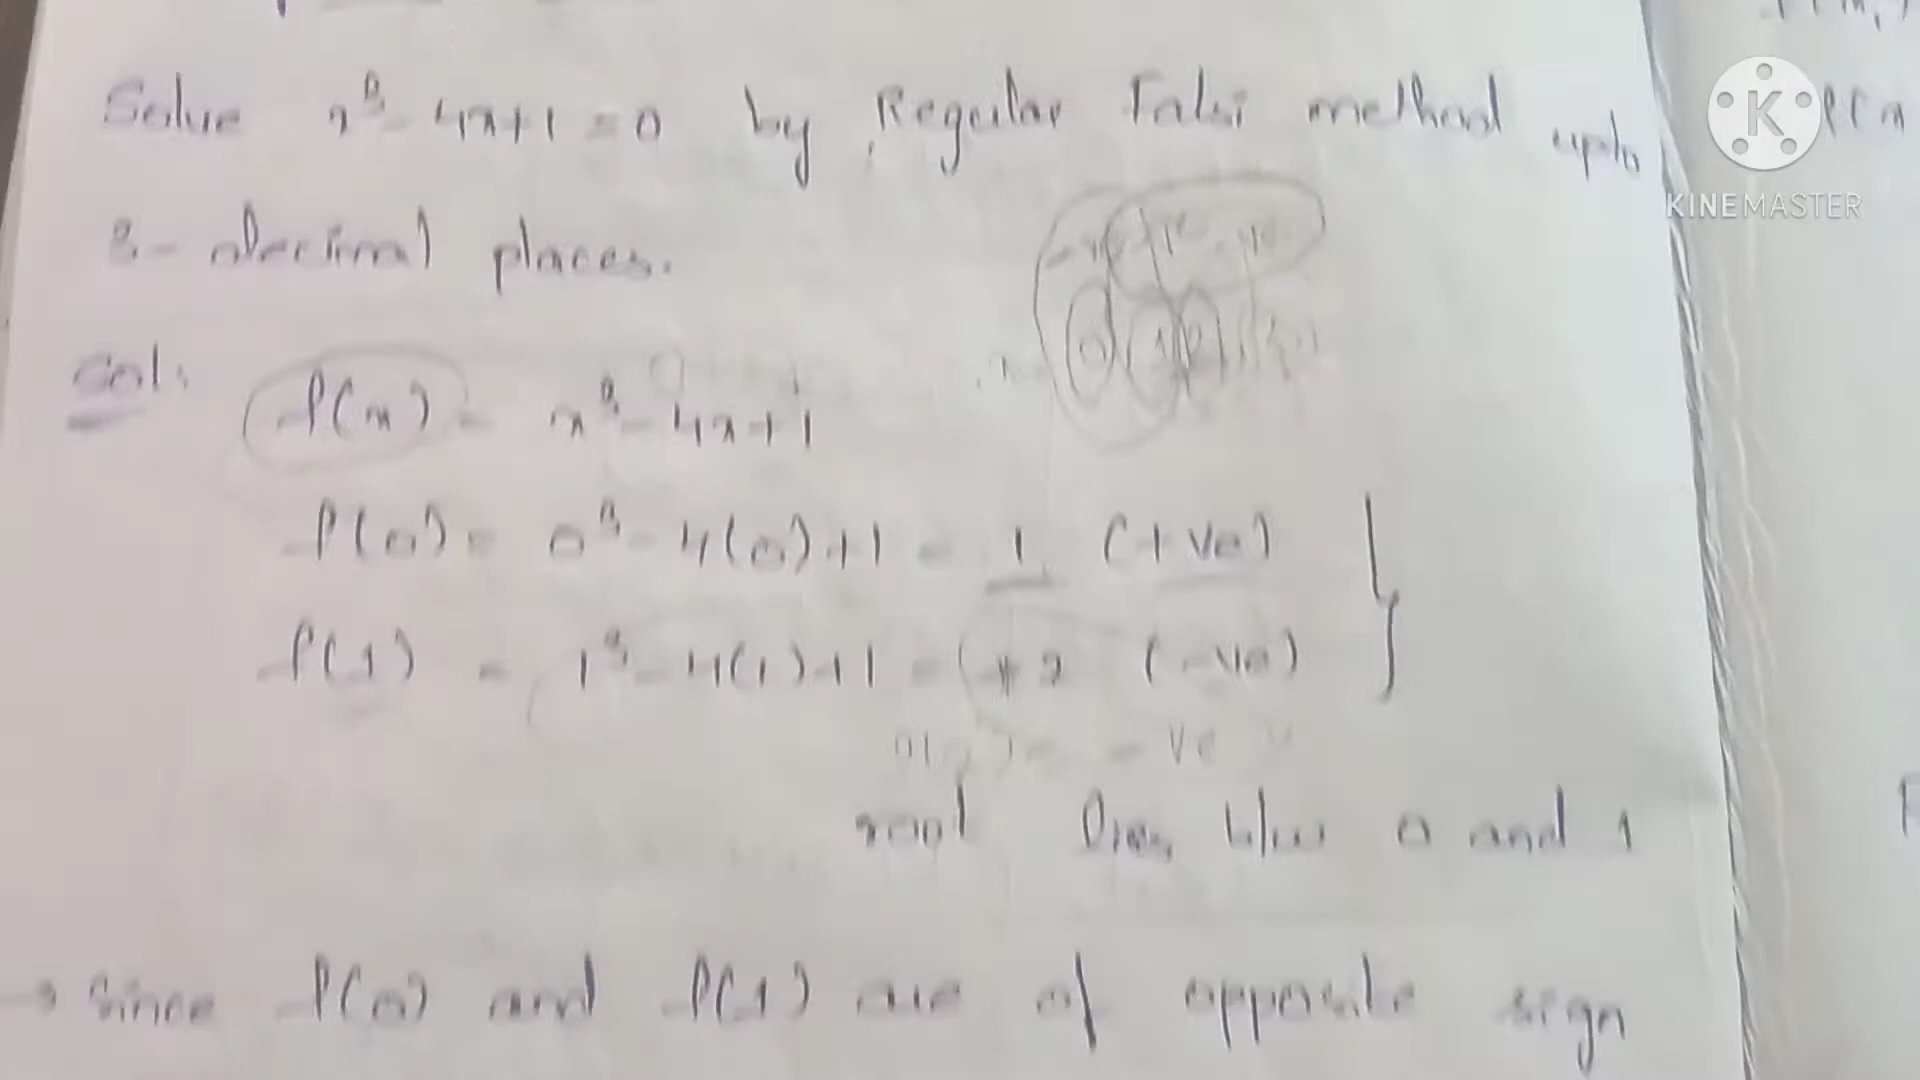 Solve x³-4x+1=0 by Regular Falsi method upto
3-decimal places.
Sol:
f(x) = x³-4x+1
f(0) = 0³-4(0)+1 = 1 (+ve)
f(1) = 1³-4(1)+1 = 2 (-ve)
-ve
root lies b/w 0 and 1
→ Since f(0) and f(1) are of opposite sign
K
KINEMASTER